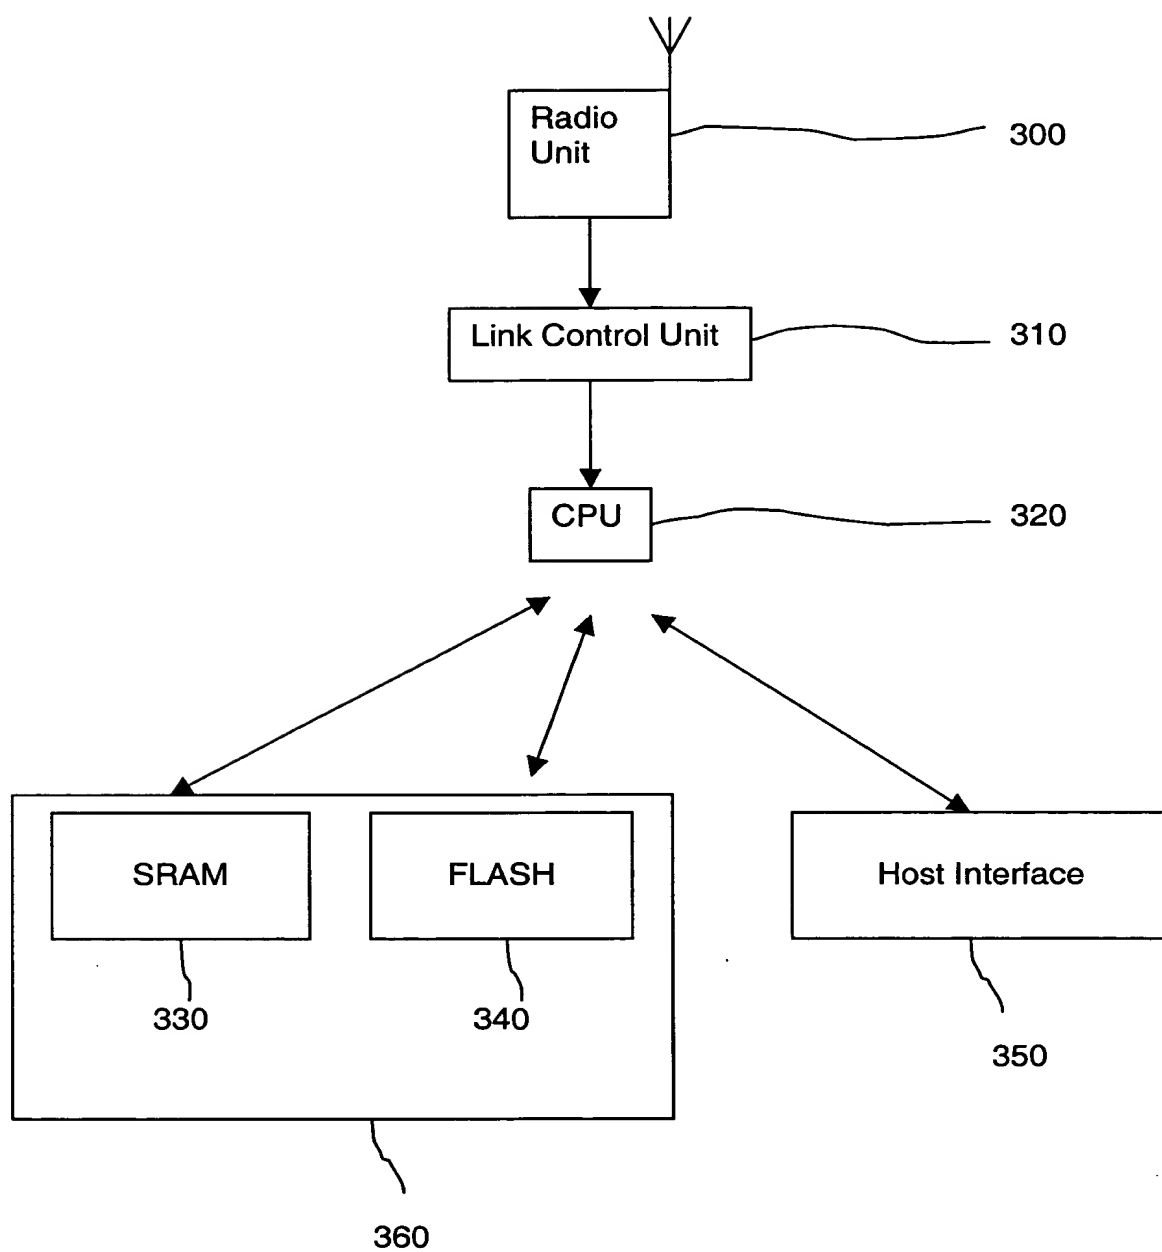 Radio
Unit
300
Link Control Unit
310
CPU
320
SRAM
FLASH
Host Interface
330
340
350
360